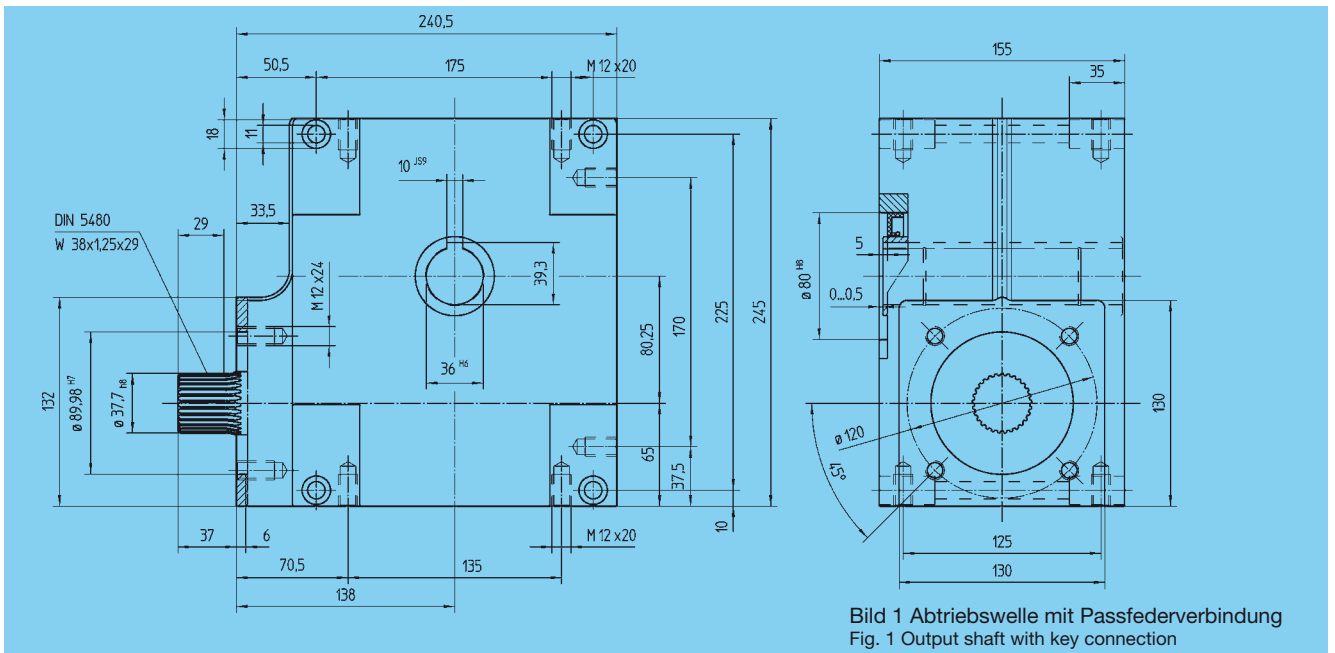 240,5
50,5
175
M 12 x20
18
11
10 JS9
DIN 5480
W 38x1,25x29
29
33,5
M 12 x24
39,3
36 H6
132
ø 89,98 H7
ø 37,7 h8
80,25
170
225
245
65
37,5
10
37
6
70,5
135
M 12 x20
138
155
35
5
ø 80 H8
0...0,5
ø 120
45°
130
125
130
Bild 1 Abtriebswelle mit Passfederverbindung
Fig. 1 Output shaft with key connection